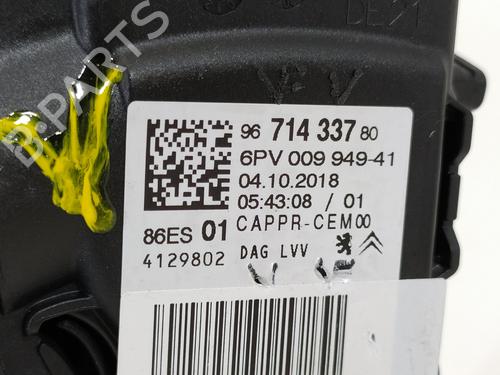 DE21
B-PARTS
96 714 337 80
6PV 009 949-41
04.10.2018
05:43:08 / 01
86ES 01 CAPPR-CEM00
4129802 DAG LVV